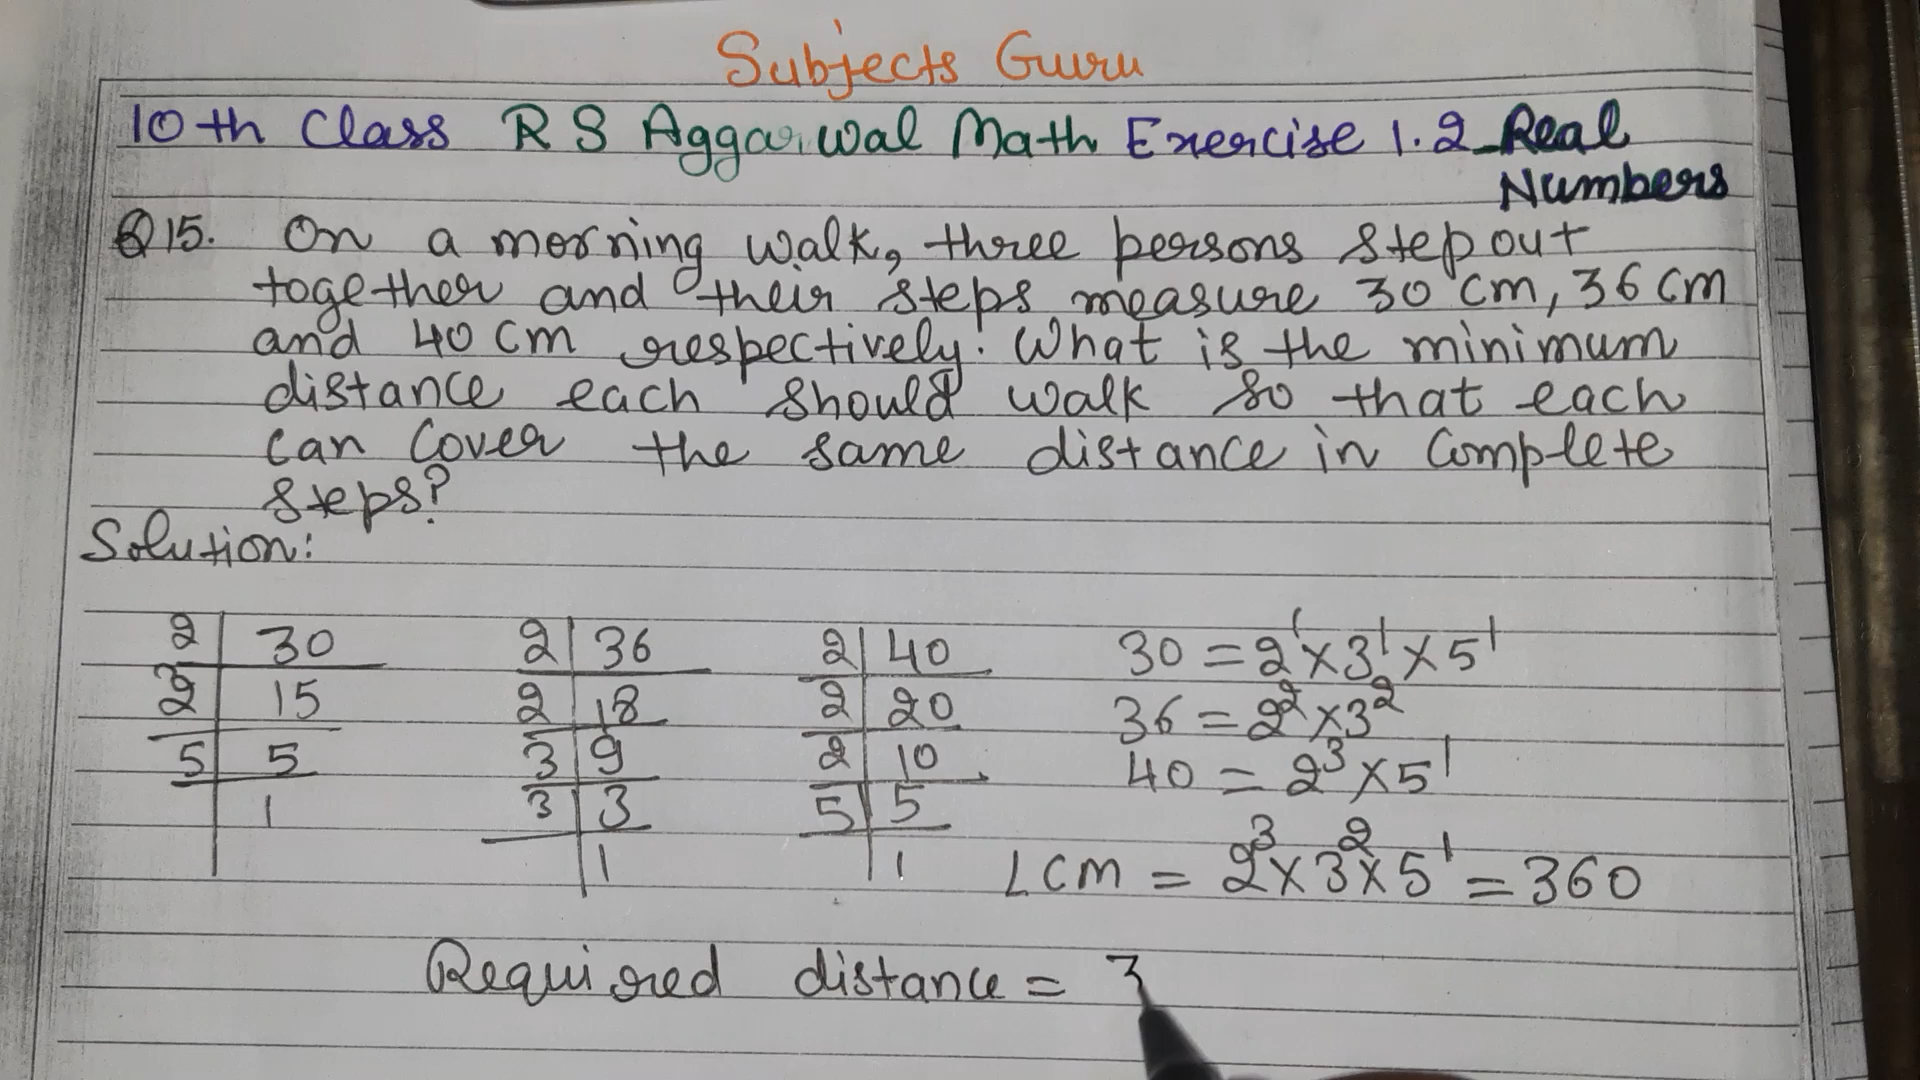 Subjects Guru
10th Class R S Aggarwal Math Exercise 1.2 Real
Numbers
Q15. On a morning walk, three persons step out
together and their steps measure 30 cm, 36 cm
and 40 cm respectively. What is the minimum
distance each should walk so that each
can cover the same distance in complete
steps?
Solution:
2 | 30 2 | 36 2 | 40 30 = 2¹ × 3¹ × 5¹
3 | 15 2 | 18 2 | 20 36 = 2² × 3²
5 | 5 3 | 9 2 | 10 40 = 2³ × 5¹
| 1 3 | 3 5 | 5
| 1 | 1 LCM = 2³ × 3² × 5¹ = 360
Required distance = 3